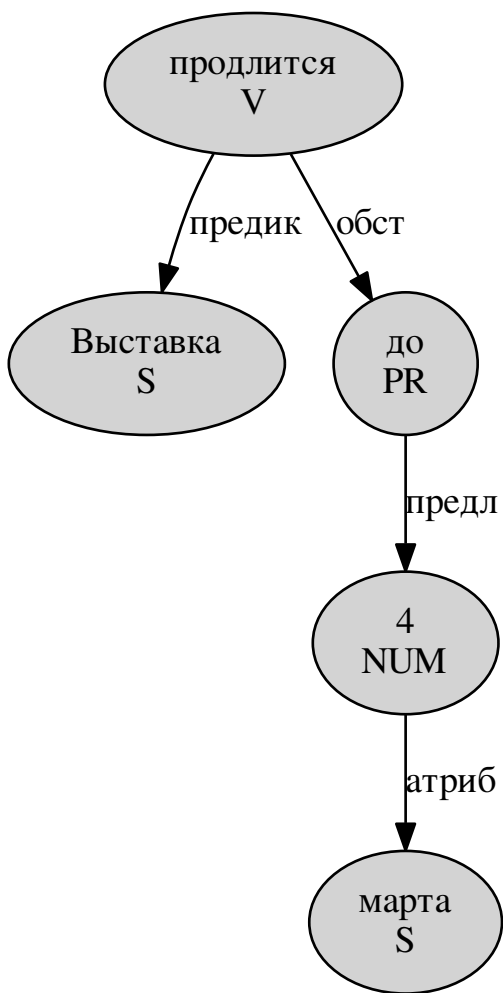 продлится
V
предик
обст
Выставка
S
до
PR
предл
4
NUM
атриб
марта
S